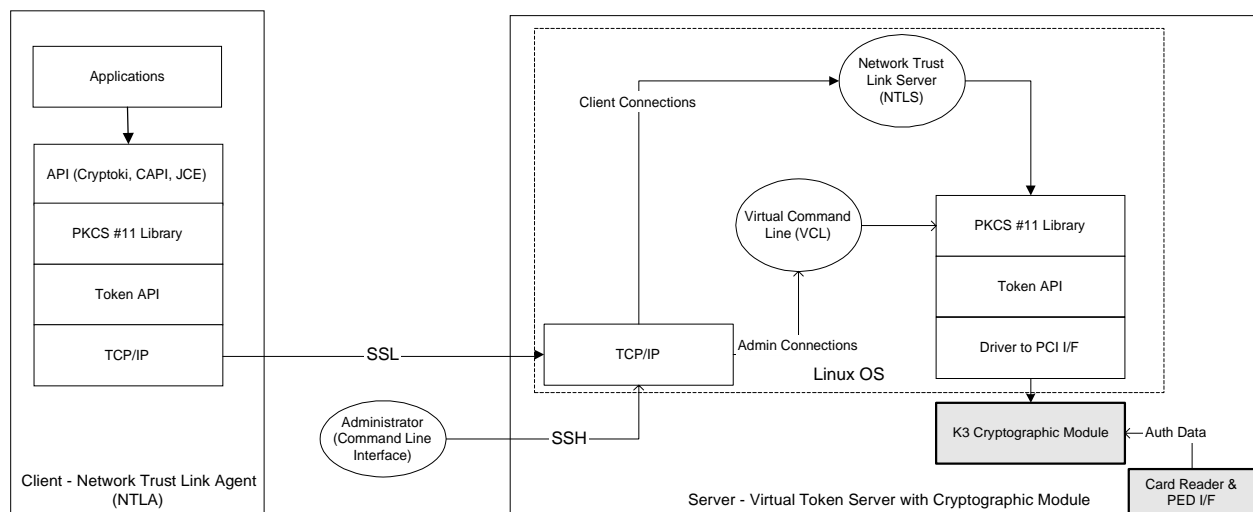 Applications
API (Cryptoki, CAPI, JCE)
PKCS #11 Library
Token API
TCP/IP
Client - Network Trust Link Agent
(NTLA)
SSL
Administrator
(Command Line
Interface)
SSH
TCP/IP
Client Connections
Admin Connections
Network Trust
Link Server
(NTLS)
Virtual Command
Line (VCL)
PKCS #11 Library
Token API
Driver to PCI I/F
Linux OS
K3 Cryptographic Module
Auth Data
Card Reader &
PED I/F
Server - Virtual Token Server with Cryptographic Module